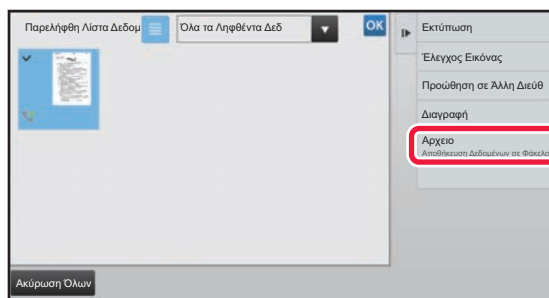 Παρελήφθη Λίστα Δεδομ
Όλα τα Ληφθέντα Δεδ
OK
Εκτύπωση
Έλεγχος Εικόνας
Προώθηση σε Άλλη Διεύθ
Διαγραφή
Αρχειο
Αποθήκευση Δεδομένων σε Φάκελο
Ακύρωση Όλων